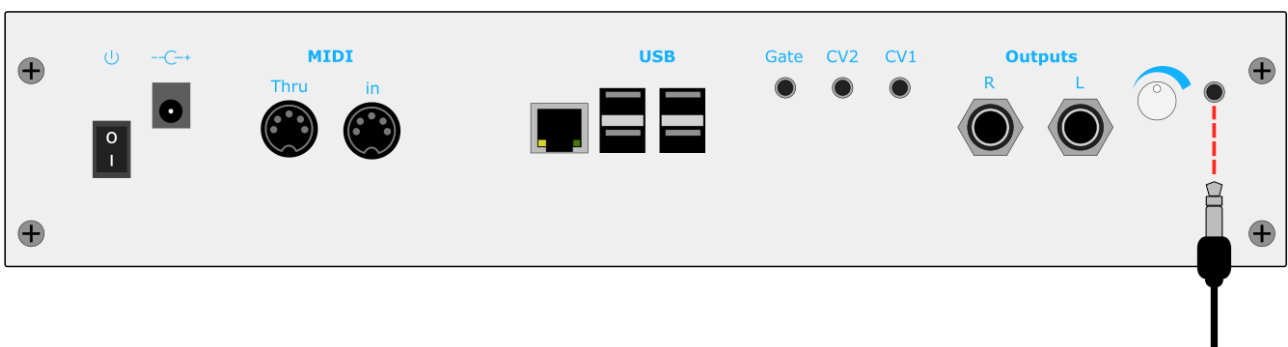 MIDI
Thru
in
USB
Gate
CV2
CV1
Outputs
R
L
O
I